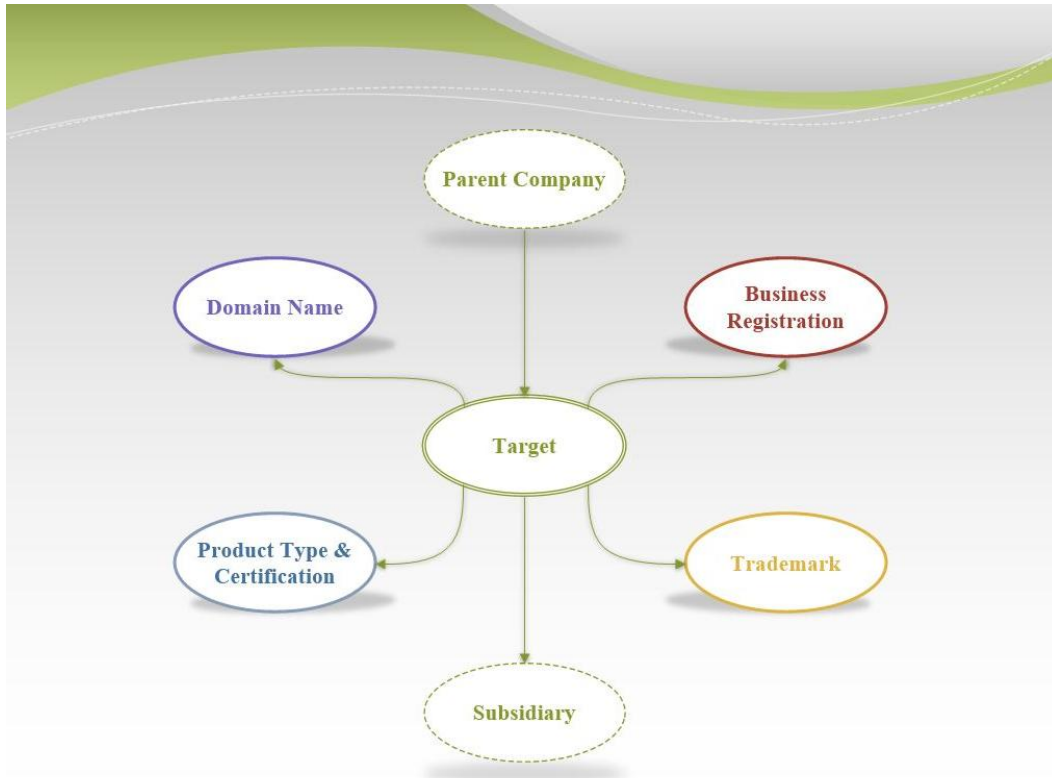 Parent Company
Domain Name
Business
Registration
Target
Product Type &
Certification
Trademark
Subsidiary